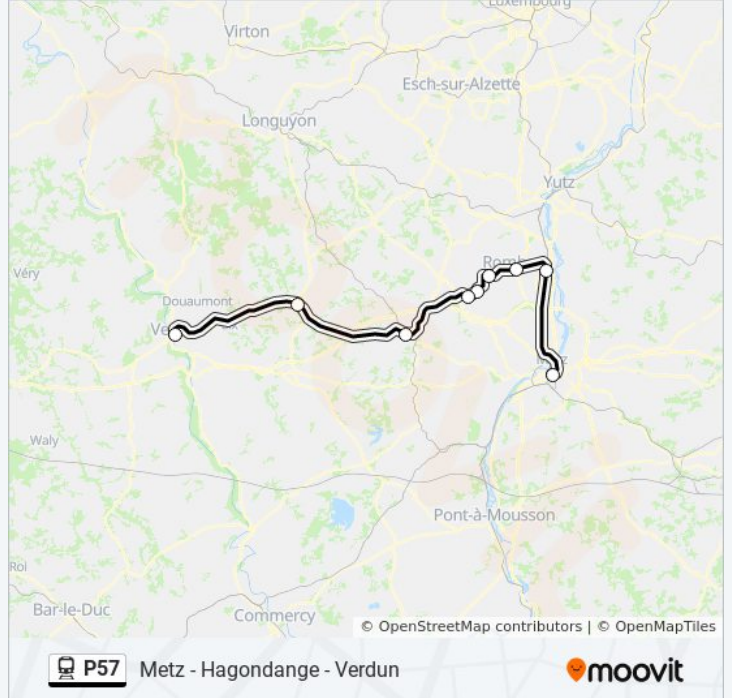 Luxembourg
Virton
Esch-sur-Alzette
Longuyon
Yutz
Véry
Douaumont
Waly
Pont-à-Mousson
Bar-le-Duc
Commercy
© OpenStreetMap contributors | © OpenMapTiles
P57 Metz - Hagondange - Verdun
moovit